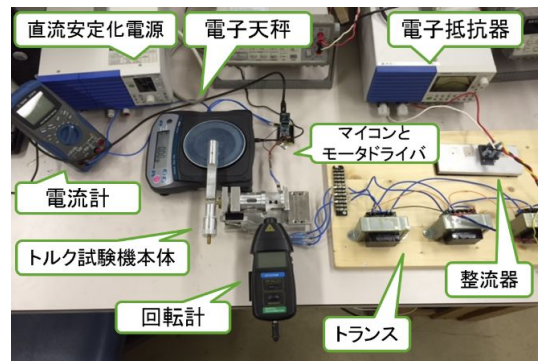 直流安定化電源
電子天秤
電子抵抗器
マイコンと
モータドライバ
電流計
トルク試験機本体
整流器
回転計
トランス